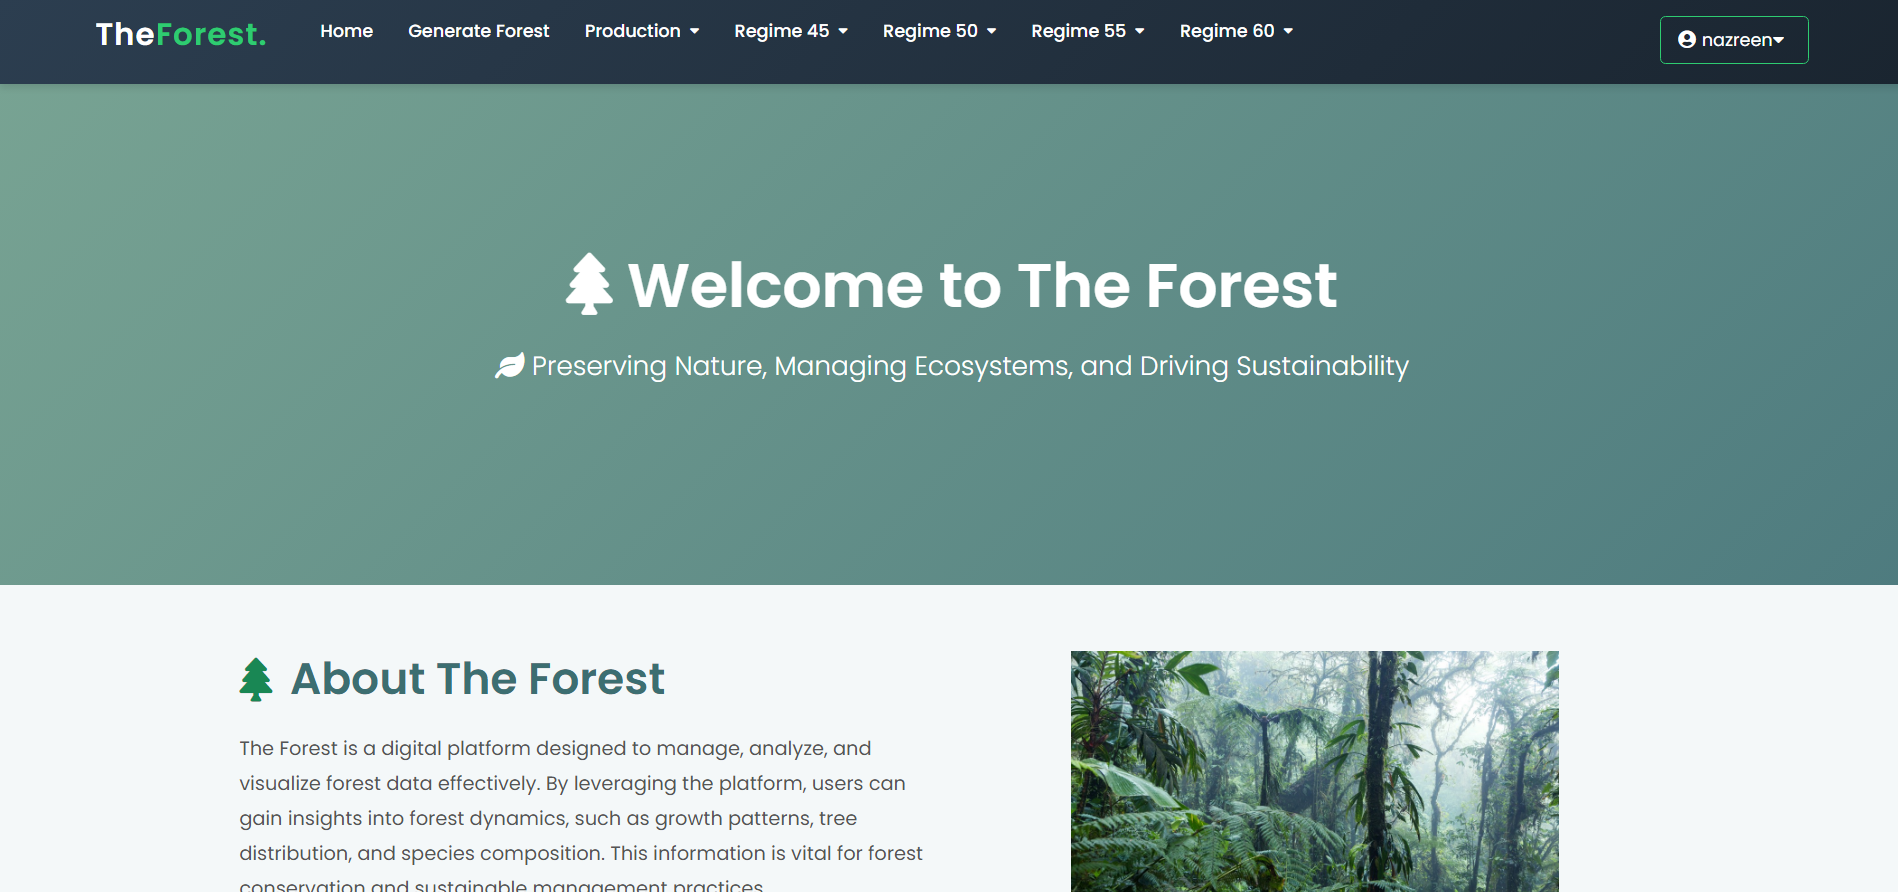 TheForest.
Home
Generate Forest
Production
Regime 45
Regime 50
Regime 55
Regime 60
nazreen
Welcome to The Forest
Preserving Nature, Managing Ecosystems, and Driving Sustainability
About The Forest
The Forest is a digital platform designed to manage, analyze, and
visualize forest data effectively. By leveraging the platform, users can
gain insights into forest dynamics, such as growth patterns, tree
distribution, and species composition. This information is vital for forest
conservation and sustainable management practices.